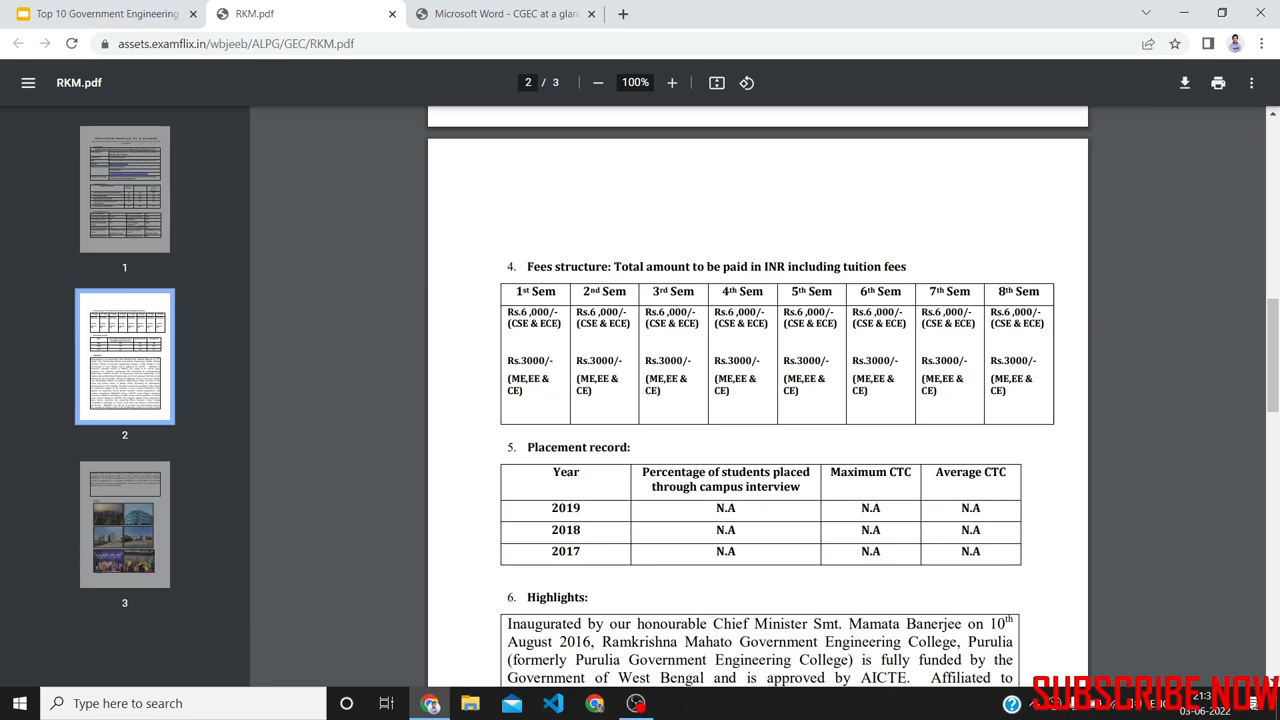 Top 10 Government Engineering
RKM.pdf
Microsoft Word - CGEC at a glan
assets.examflix.in/wbjeeb/ALPG/GEC/RKM.pdf
RKM.pdf
2 / 3
100%
1
2
3
4. Fees structure: Total amount to be paid in INR including tuition fees
1st Sem 2nd Sem 3rd Sem 4th Sem 5th Sem 6th Sem 7th Sem 8th Sem
Rs.6 ,000/- Rs.6 ,000/- Rs.6 ,000/- Rs.6 ,000/- Rs.6 ,000/- Rs.6 ,000/- Rs.6 ,000/- Rs.6 ,000/-
(CSE & ECE) (CSE & ECE) (CSE & ECE) (CSE & ECE) (CSE & ECE) (CSE & ECE) (CSE & ECE) (CSE & ECE)
Rs.3000/- Rs.3000/- Rs.3000/- Rs.3000/- Rs.3000/- Rs.3000/- Rs.3000/- Rs.3000/-
(ME,EE & (ME,EE & (ME,EE & (ME,EE & (ME,EE & (ME,EE & (ME,EE & (ME,EE &
CE) CE) CE) CE) CE) CE) CE) CE)
5. Placement record:
Year Percentage of students placed Maximum CTC Average CTC
through campus interview
2019 N.A N.A N.A
2018 N.A N.A N.A
2017 N.A N.A N.A
6. Highlights:
Inaugurated by our honourable Chief Minister Smt. Mamata Banerjee on 10th
August 2016, Ramkrishna Mahato Government Engineering College, Purulia
(formerly Purulia Government Engineering College) is fully funded by the
Government of West Bengal and is approved by AICTE. Affiliated to
Type here to search
SUBSCRIBE NOW
03-06-2022